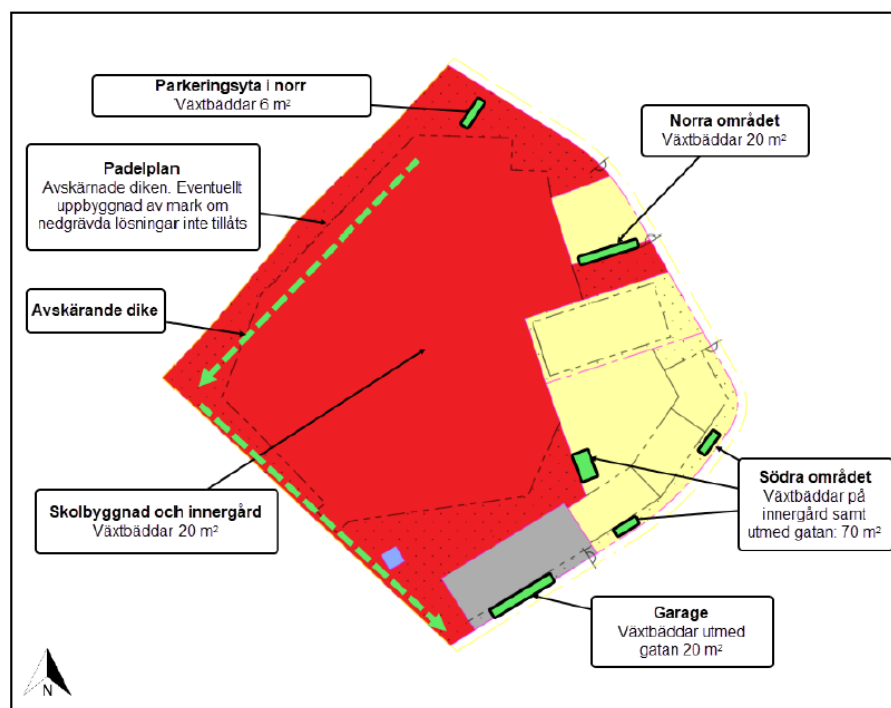 Parkeringsyta i norr
Växtbäddar 6 m²
Norra området
Växtbäddar 20 m²
Padelplan
Avskärnade diken. Eventuellt
uppbyggnad av mark om
nedgrävda lösningar inte tillåts
Avskärande dike
Skolbyggnad och innergård
Växtbäddar 20 m²
Södra området
Växtbäddar på
innergård samt
utmed gatan: 70 m²
Garage
Växtbäddar utmed
gatan 20 m²
N